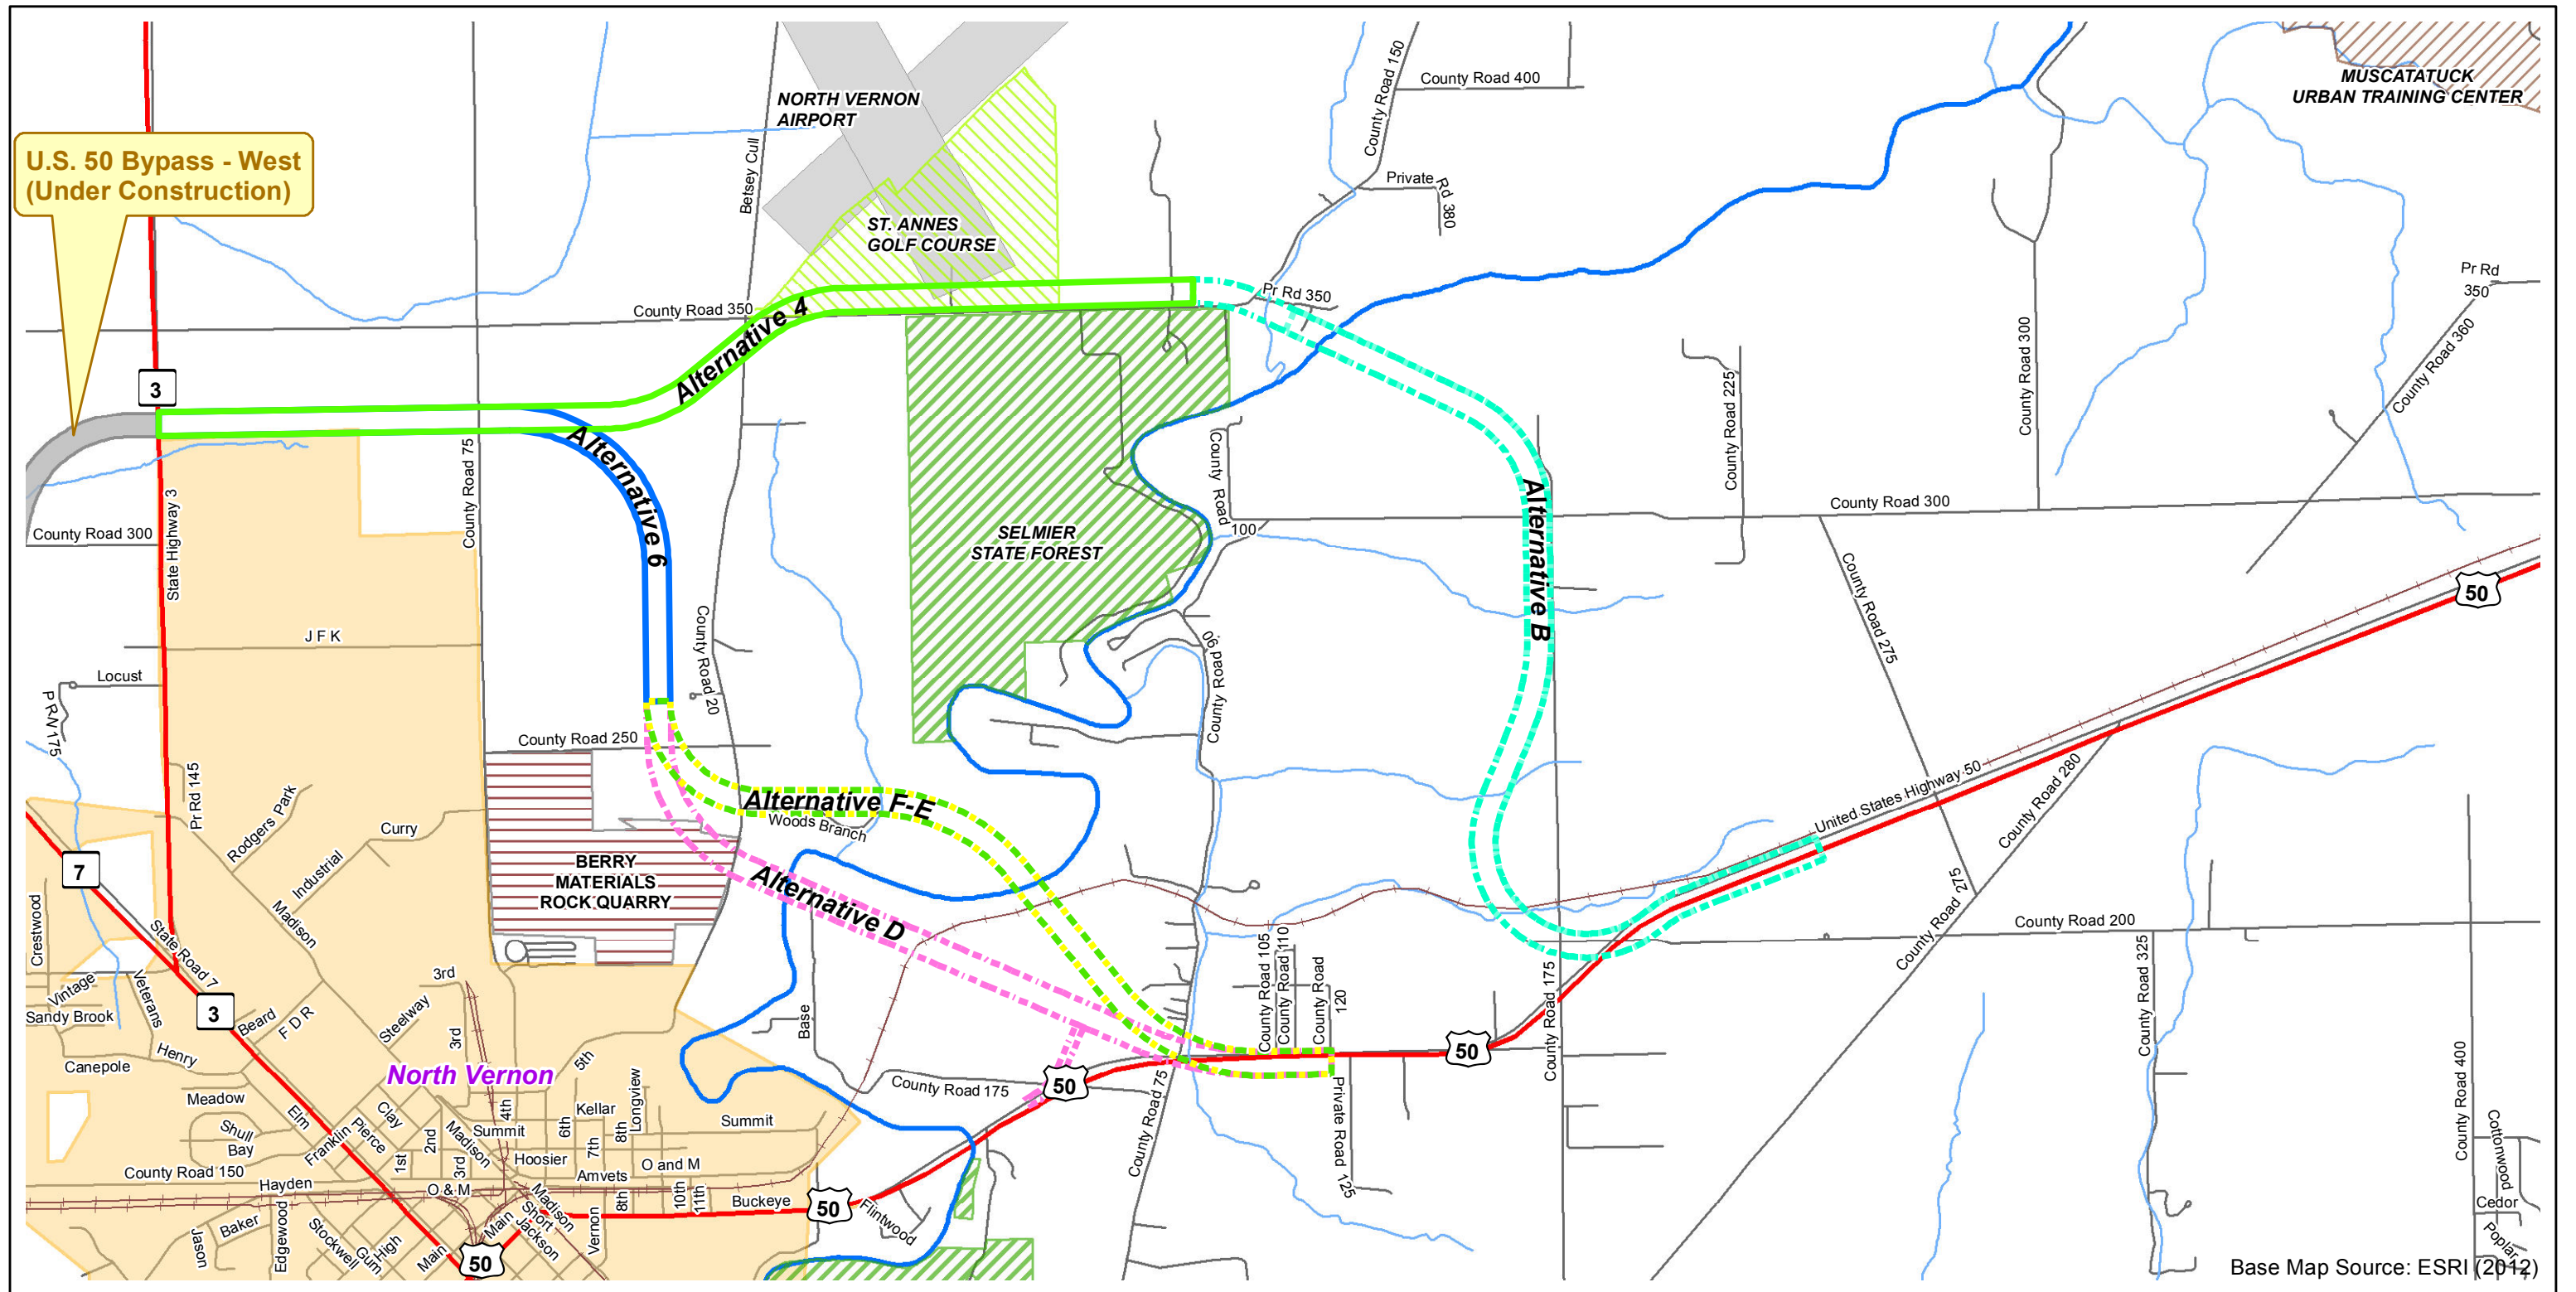 MUSCATATUCK
URBAN TRAINING CENTER
County Road 400
County Road 150
NORTH VERNON
AIRPORT
U.S. 50 Bypass - West
(Under Construction)
Betsey Cull
Private Rd 380
ST. ANNES
GOLF COURSE
Pr Rd
350
Pr Rd 350
County Road 350
Alternative 4
3
County Road 300
County Road 360
County Road 225
County Road 75
Alternative 6
County Road
100
Alternative B
County Road 300
State Highway 3
County Road 300
SELMIER
STATE FOREST
County Road 275
50
J F K
County Road 20
County Road 90
Locust
P R N 175
County Road 250
Pr Rd 145
Rodgers Park
Curry
Industrial
Madison
Alternative F-E
Woods Branch
United States Highway 50
County Road 280
7
BERRY
MATERIALS
ROCK QUARRY
Alternative D
County Road 275
County Road 200
Crestwood
State Road 7
Vintage
Veterans
3rd
Steelway
3rd
Sandy Brook
3
Beard
F D R
Base
County Road 105
County Road 110
County Road
120
County Road 175
County Road 325
Henry
Canepole
North Vernon
5th
50
50
County Road 175
County Road 75
Private Road 125
County Road 400
Cottonwood
Meadow
Elm
Clay
Pierce
Franklin
4th
Kellar
Longview
6th
8th
7th
Summit
Summit
Shull
Bay
2nd
Madison
1st
3rd
Hoosier
O and M
Amvets
County Road 150
Hayden
O & M
Madison
Short
Jackson
Main
8th
10th
11th
Buckeye
50
Flintwood
Vernon
Jason
Baker
Edgewood
Stockwell
Gum
High
Main
50
Cedor
Poplar
Base Map Source: ESRI (2012)